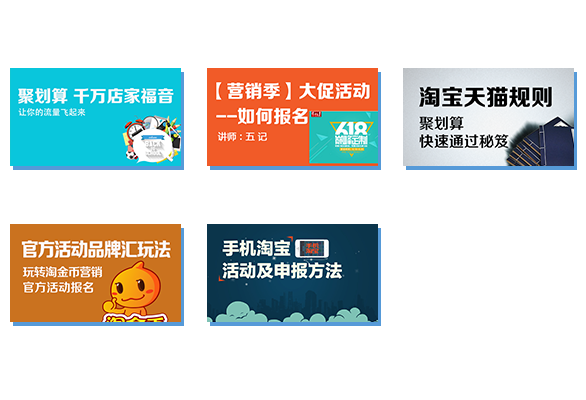 聚划算 千万店家福音
让你的流量飞起来
【营销季】大促活动
--如何报名
讲师：五 记
618
淘宝天猫规则
聚划算
快速通过秘笈
官方活动品牌汇玩法
玩转淘金币营销
官方活动报名
淘金币
手机淘宝
活动及申报方法